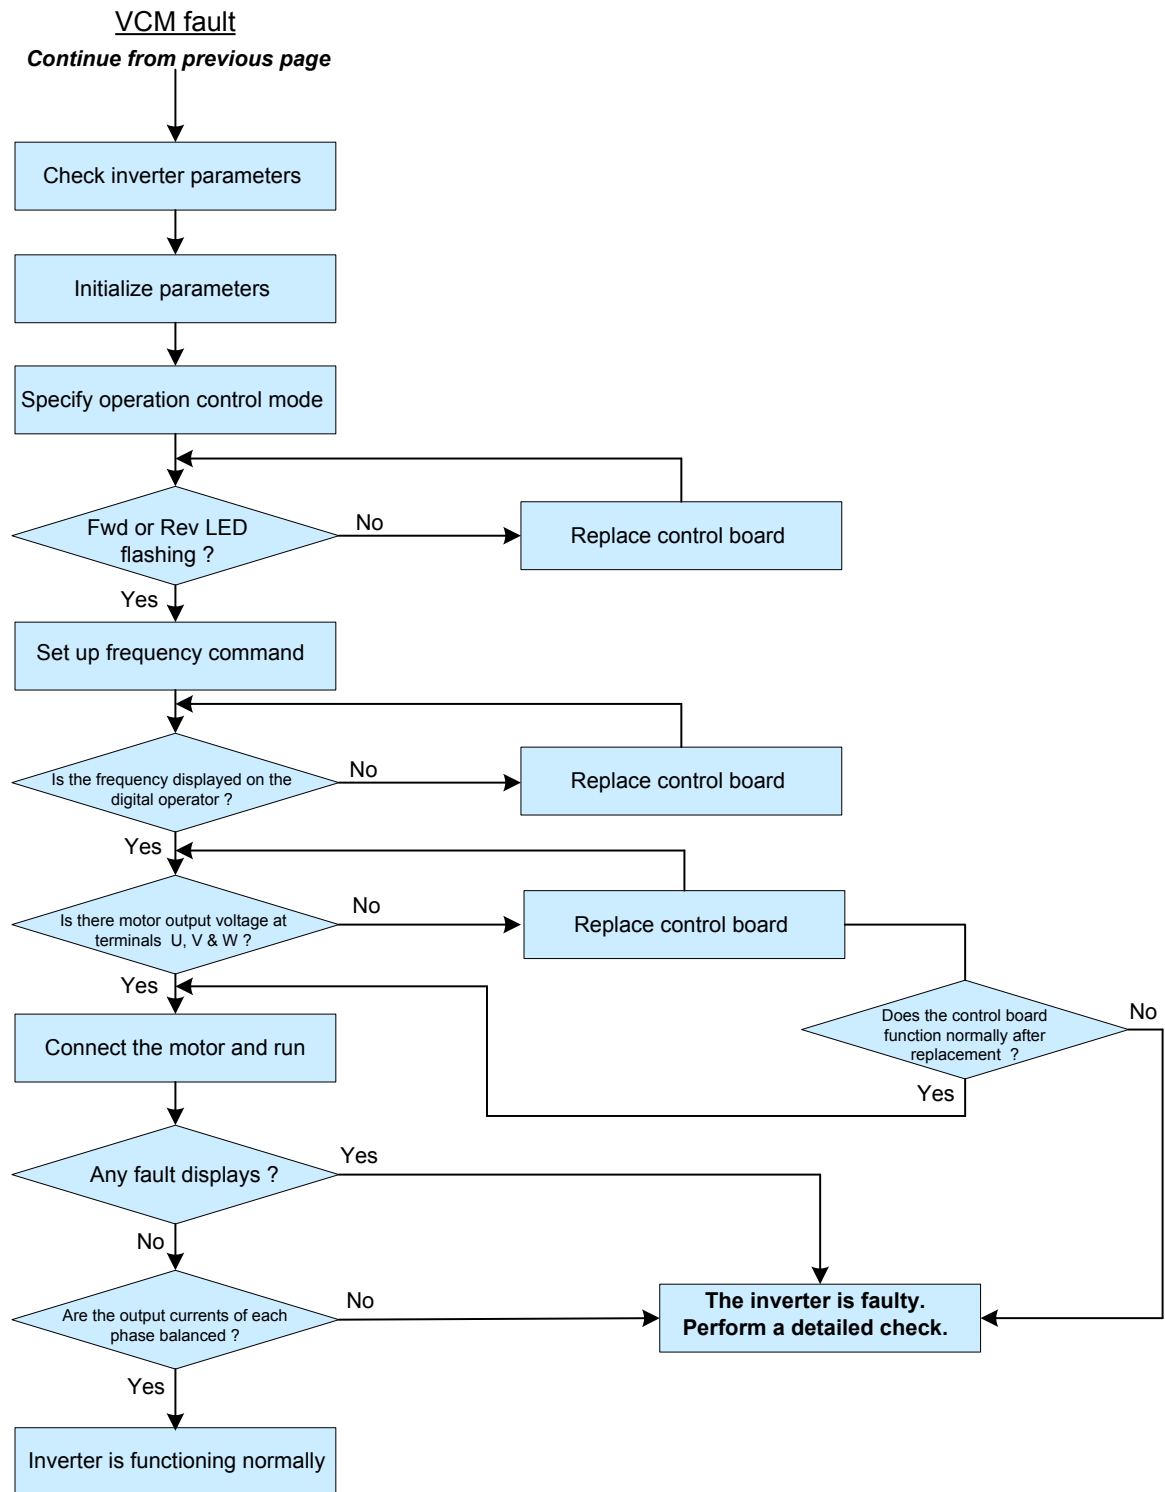 VCM fault
Continue from previous page
Check inverter parameters
Initialize parameters
Specify operation control mode
Fwd or Rev LED
flashing ?
No
Replace control board
Yes
Set up frequency command
Is the frequency displayed on the
digital operator ?
No
Replace control board
Yes
Is there motor output voltage at
terminals U, V & W ?
No
Replace control board
Yes
Does the control board
function normally after
replacement ?
No
Yes
Connect the motor and run
Any fault displays ?
Yes
No
Are the output currents of each
phase balanced ?
No
The inverter is faulty.
Perform a detailed check.
Yes
Inverter is functioning normally